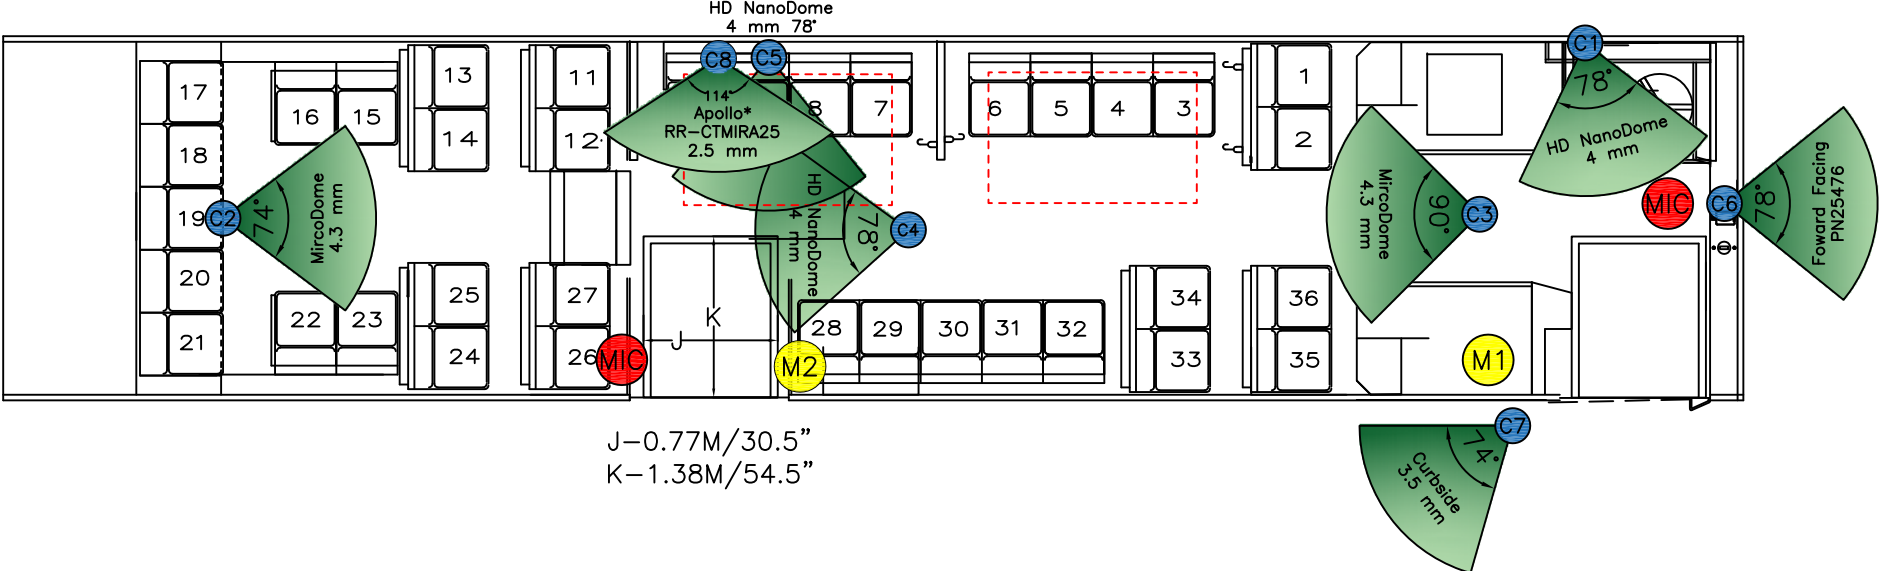 HD NanoDome
4 mm 78°
C8
C5
C1
17
18
19
20
21
16
15
13
14
11
12
114°
Apollo*
RR-CTMIRA25
2.5 mm
8
7
6
5
4
3
1
2
78°
HD NanoDome
4 mm
C2
74°
MircoDome
4.3 mm
HD NanoDome
4 mm
78°
C4
MircoDome
4.3 mm
90°
C3
MIC
C6
78°
Foward Facing
PN25476
22
23
25
24
27
26
MIC
J
K
M2
28
29
30
31
32
34
33
36
35
M1
C7
74°
Curbside
3.5 mm
J-0.77M/30.5”
K-1.38M/54.5”